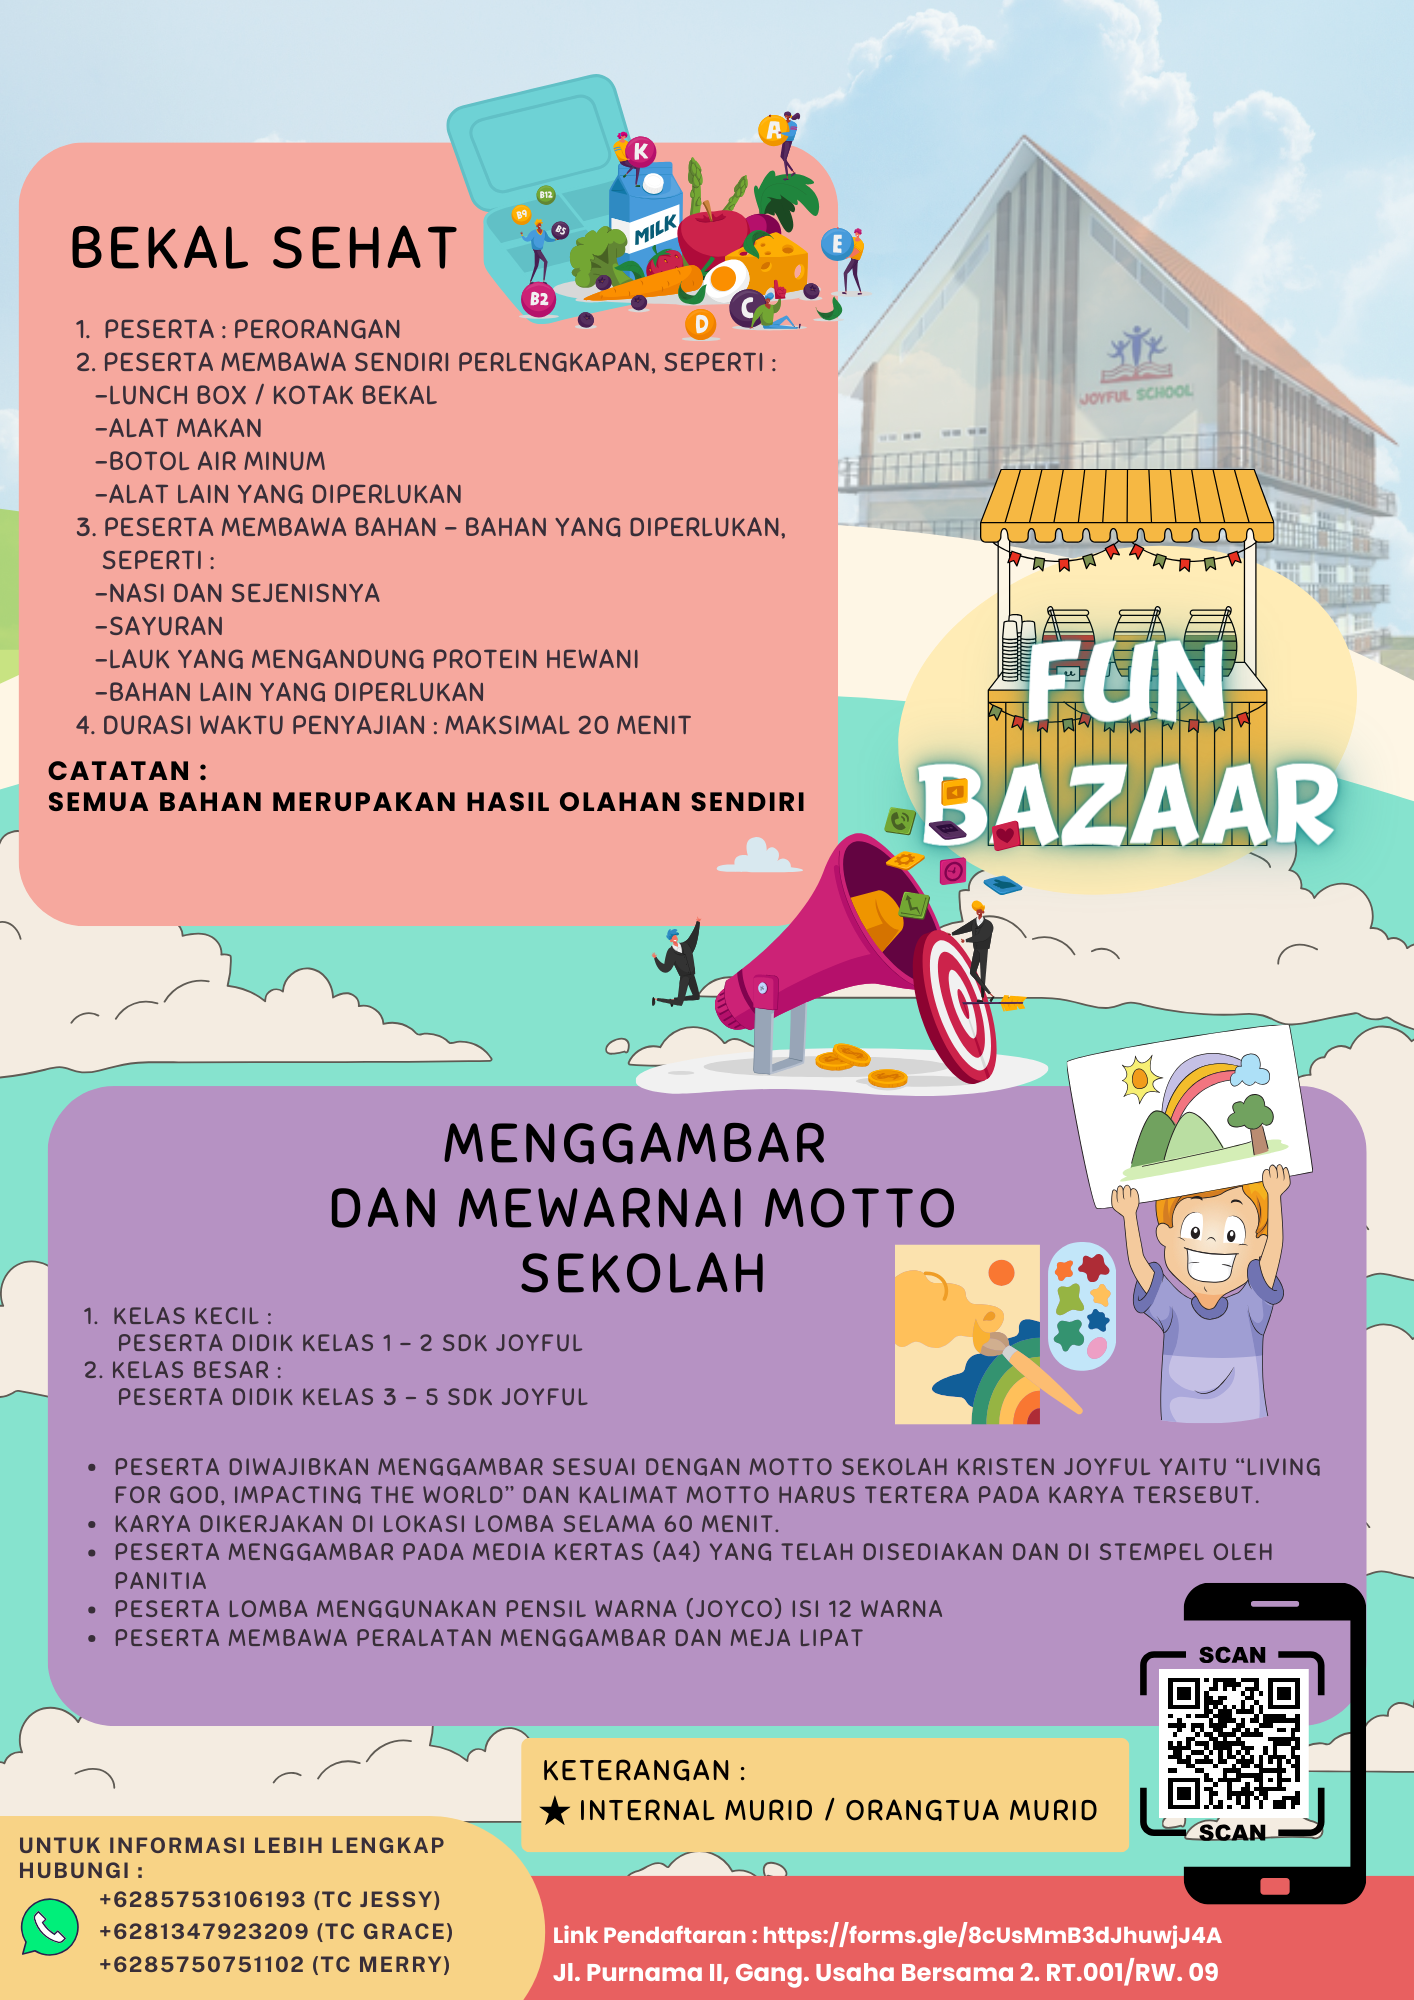 BEKAL SEHAT
K
A
B12
B9
B5
MILK
E
B2
C
D
1. PESERTA : PERORANGAN
2. PESERTA MEMBAWA SENDIRI PERLENGKAPAN, SEPERTI :
-LUNCH BOX / KOTAK BEKAL
-ALAT MAKAN
-BOTOL AIR MINUM
-ALAT LAIN YANG DIPERLUKAN
3. PESERTA MEMBAWA BAHAN - BAHAN YANG DIPERLUKAN,
SEPERTI :
-NASI DAN SEJENISNYA
-SAYURAN
-LAUK YANG MENGANDUNG PROTEIN HEWANI
-BAHAN LAIN YANG DIPERLUKAN
4. DURASI WAKTU PENYAJIAN : MAKSIMAL 20 MENIT
CATATAN :
SEMUA BAHAN MERUPAKAN HASIL OLAHAN SENDIRI
JOYFUL SCHOOL
FUN
BAZAAR
MENGGAMBAR
DAN MEWARNAI MOTTO
SEKOLAH
1. KELAS KECIL :
PESERTA DIDIK KELAS 1 - 2 SDK JOYFUL
2. KELAS BESAR :
PESERTA DIDIK KELAS 3 - 5 SDK JOYFUL
• PESERTA DIWAJIBKAN MENGGAMBAR SESUAI DENGAN MOTTO SEKOLAH KRISTEN JOYFUL YAITU “LIVING
FOR GOD, IMPACTING THE WORLD” DAN KALIMAT MOTTO HARUS TERTERA PADA KARYA TERSEBUT.
• KARYA DIKERJAKAN DI LOKASI LOMBA SELAMA 60 MENIT.
• PESERTA MENGGAMBAR PADA MEDIA KERTAS (A4) YANG TELAH DISEDIAKAN DAN DI STEMPEL OLEH
PANITIA
• PESERTA LOMBA MENGGUNAKAN PENSIL WARNA (JOYCO) ISI 12 WARNA
• PESERTA MEMBAWA PERALATAN MENGGAMBAR DAN MEJA LIPAT
SCAN
SCAN
KETERANGAN :
★ INTERNAL MURID / ORANGTUA MURID
UNTUK INFORMASI LEBIH LENGKAP
HUBUNGI :
+6285753106193 (TC JESSY)
+6281347923209 (TC GRACE)
+6285750751102 (TC MERRY)
Link Pendaftaran : https://forms.gle/8cUsMmB3dJhuwjJ4A
Jl. Purnama II, Gang. Usaha Bersama 2. RT.001/RW. 09